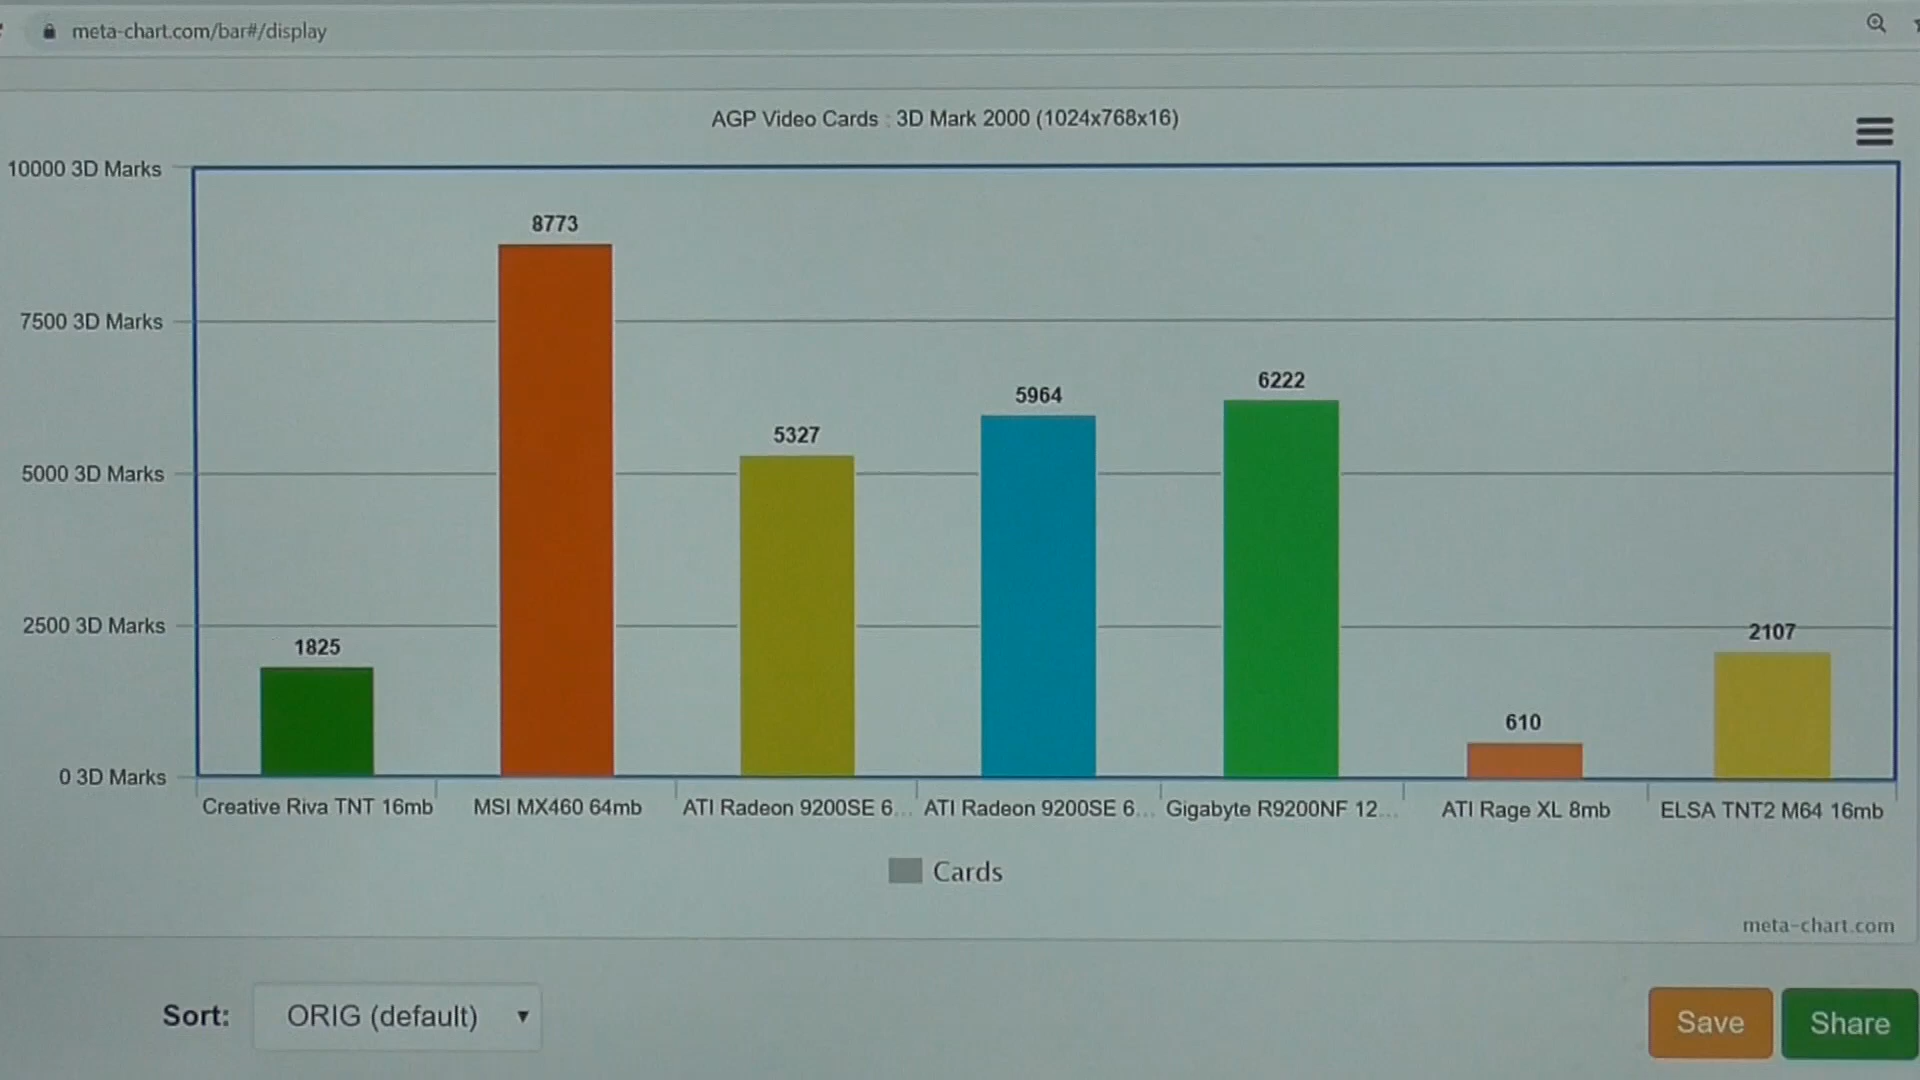 meta-chart.com/bar#/display
AGP Video Cards : 3D Mark 2000 (1024x768x16)
10000 3D Marks
7500 3D Marks
5000 3D Marks
2500 3D Marks
0 3D Marks
1825
8773
5327
5964
6222
610
2107
Creative Riva TNT 16mb
MSI MX460 64mb
ATI Radeon 9200SE 6...
ATI Radeon 9200SE 6...
Gigabyte R9200NF 12...
ATI Rage XL 8mb
ELSA TNT2 M64 16mb
Cards
meta-chart.com
Sort: ORIG (default)
Save
Share